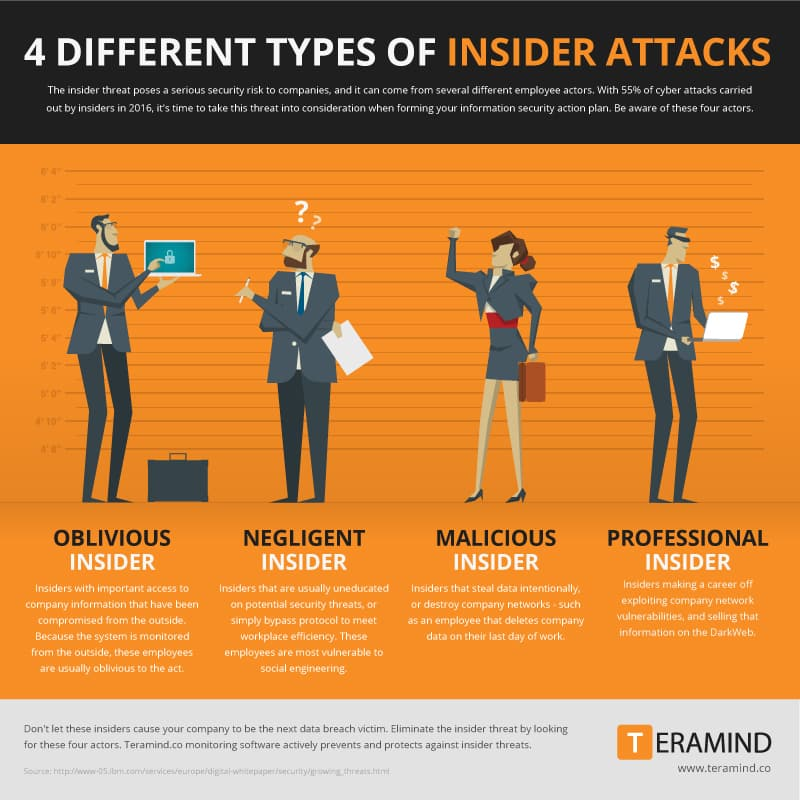 4 DIFFERENT TYPES OF INSIDER ATTACKS
The insider threat poses a serious security risk to companies, and it can come from several different employee actors. With 55% of cyber attacks carried
out by insiders in 2016, it's time to take this threat into consideration when forming your information security action plan. Be aware of these four actors.
6' 4"
6' 2"
6' 0"
5' 10"
5' 8"
5' 6"
5' 4"
5' 2"
5' 0"
4' 10"
4' 8"
? ?
$ $ $ $
OBLIVIOUS
INSIDER
Insiders with important access to
company information that have been
compromised from the outside.
Because the system is monitored
from the outside, these employees
are usually oblivious to the act.
NEGLIGENT
INSIDER
Insiders that are usually uneducated
on potential security threats, or
simply bypass protocol to meet
workplace efficiency. These
employees are most vulnerable to
social engineering.
MALICIOUS
INSIDER
Insiders that steal data intentionally,
or destroy company networks - such
as an employee that deletes company
data on their last day of work.
PROFESSIONAL
INSIDER
Insiders making a career off
exploiting company network
vulnerabilities, and selling that
information on the DarkWeb.
Don't let these insiders cause your company to be the next data breach victim. Eliminate the insider threat by looking
for these four actors. Teramind.co monitoring software actively prevents and protects against insider threats.
Source: http://www-05.ibm.com/services/europe/digital-whitepaper/security/growing_threats.html
TERAMIND
www.teramind.co